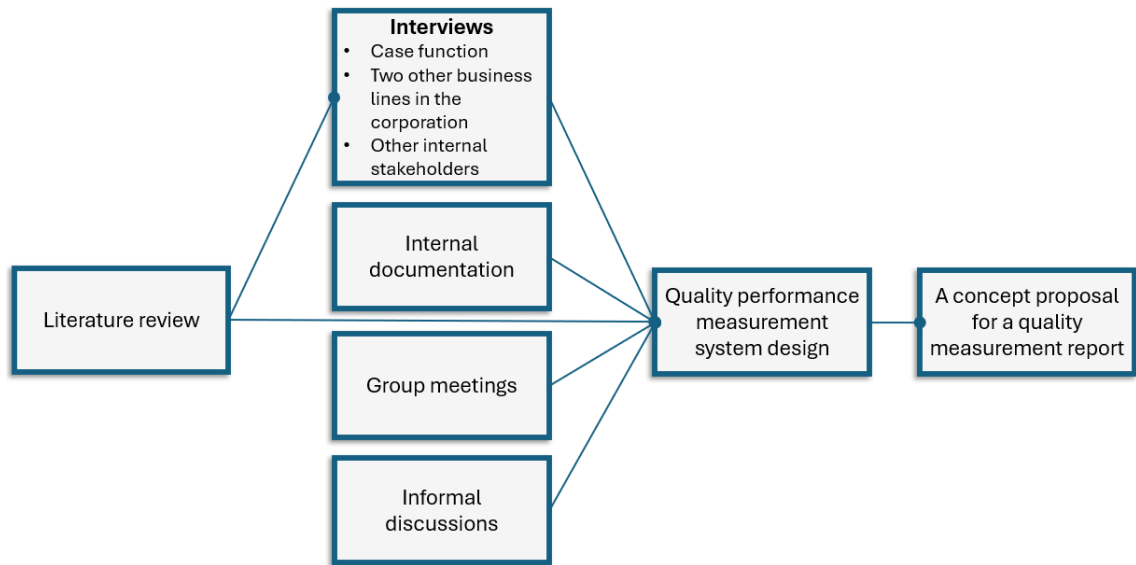 Interviews
• Case function
• Two other business
lines in the
corporation
• Other internal
stakeholders
Internal
documentation
Literature review
Group meetings
Informal
discussions
Quality performance
measurement
system design
A concept proposal
for a quality
measurement report